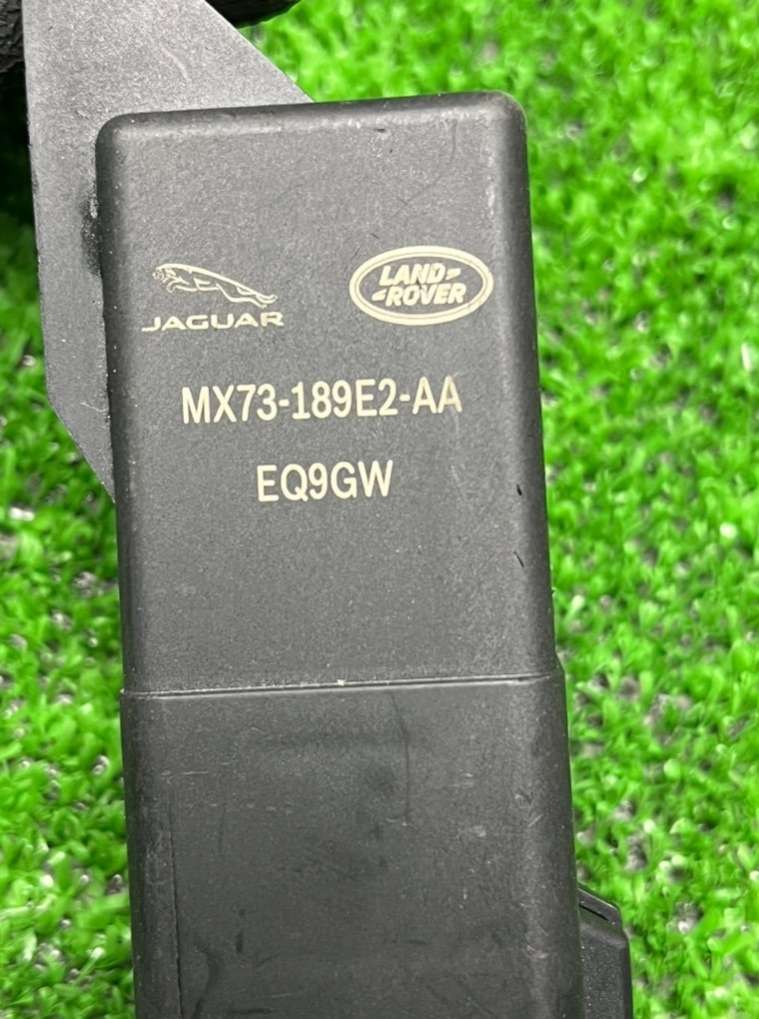 JAGUAR
LAND-
-ROVER
MX73-189E2-AA
EQ9GW